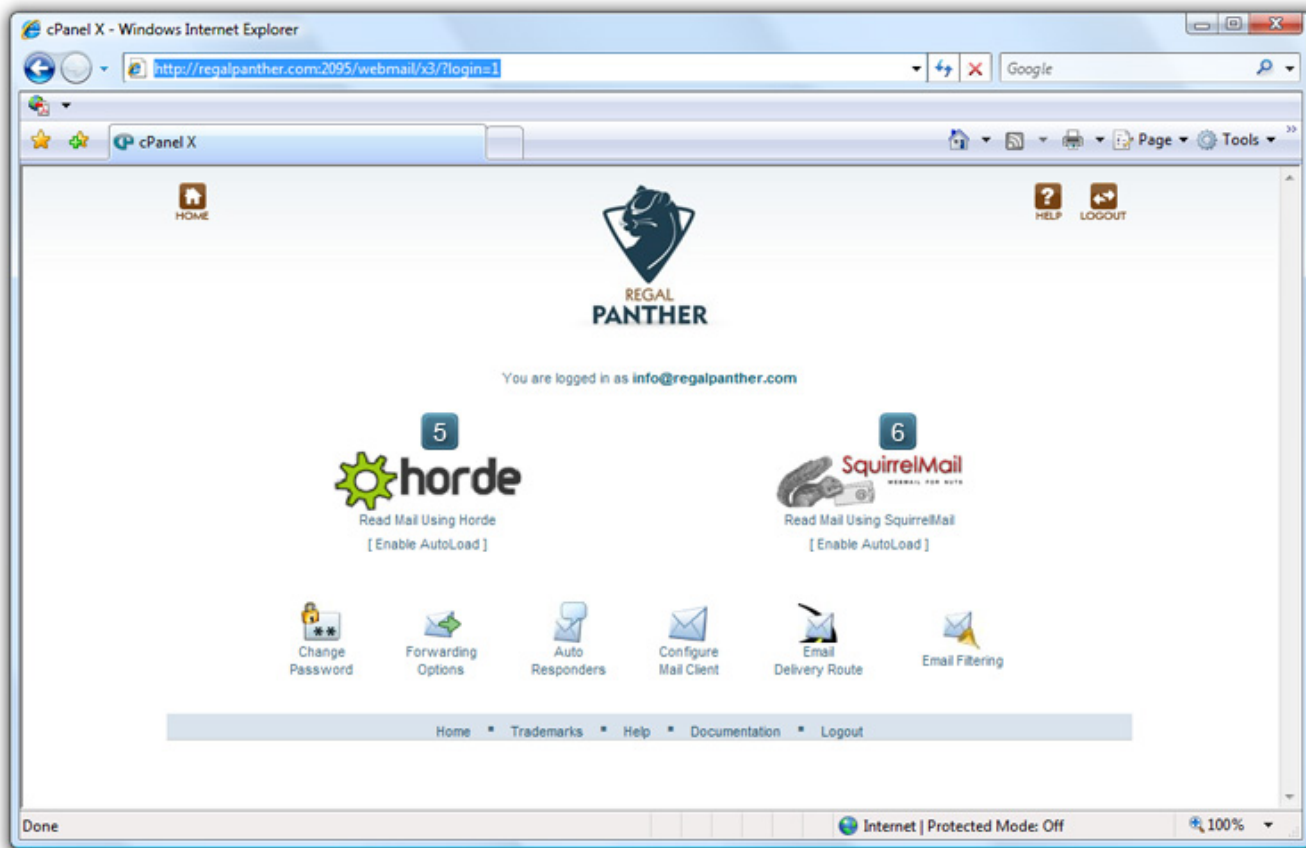 cPanel X - Windows Internet Explorer
http://regalpanther.com:2095/webmail/x3/?login=1
Google
cPanel X
Page
Tools
HOME
HELP
LOGOUT
REGAL
PANTHER
You are logged in as info@regalpanther.com
5
6
horde
SquirrelMail
WEBMAIL FOR NUTS
Read Mail Using Horde
Read Mail Using SquirrelMail
[ Enable AutoLoad ]
[ Enable AutoLoad ]
Change
Password
Forwarding
Options
Auto
Responders
Configure
Mail Client
Email
Delivery Route
Email Filtering
Home ▪ Trademarks ▪ Help ▪ Documentation ▪ Logout
Done
Internet | Protected Mode: Off
100%